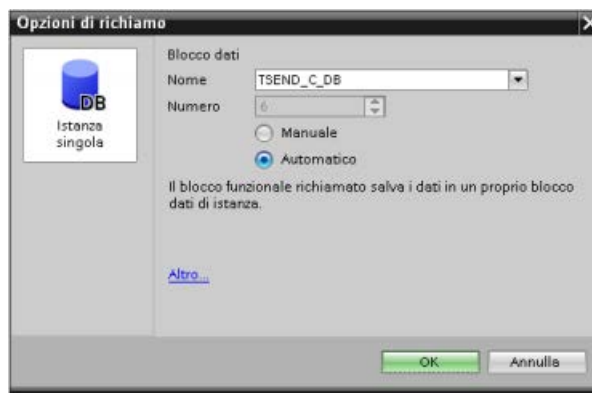 Opzioni di richiamo
DB
Istanza
singola
Blocco dati
Nome TSEND_C_DB
Numero 6
Manuale
Automatico
Il blocco funzionale richiamato salva i dati in un proprio blocco
dati di istanza.
Altro...
OK Annulla